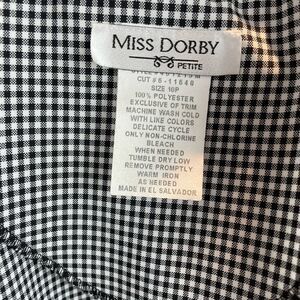 MISS DORBY
PETITE
CUT # 6-11646
SIZE 16P
100% POLYESTER
EXCLUSIVE OF TRIM
MACHINE WASH COLD
WITH LIKE COLORS
DELICATE CYCLE
ONLY NON-CHLORINE
BLEACH
WHEN NEEDED
TUMBLE DRY LOW
REMOVE PROMPTLY
WARM IRON
AS NEEDED
MADE IN EL SALVADOR